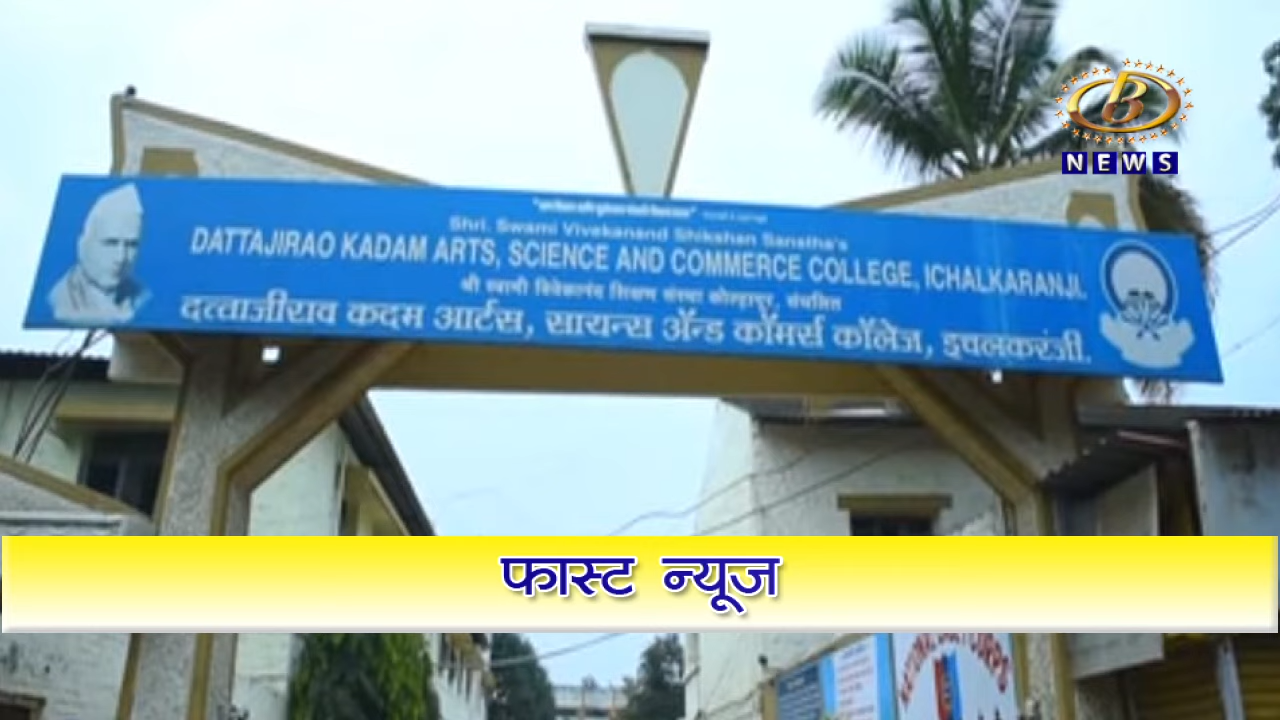 B
NEWS
Shri. Swami Vivekanand Shikshan Sanstha's
DATTAJIRAO KADAM ARTS, SCIENCE AND COMMERCE COLLEGE, ICHALKARANJI.
श्री स्वामी विवेकानंद शिक्षण संस्था कोल्हापूर, संचलित
दत्ताजीराव कदम आर्टस, सायन्स ॲन्ड कॉमर्स कॉलेज, इचलकरंजी.
फास्ट न्यूज